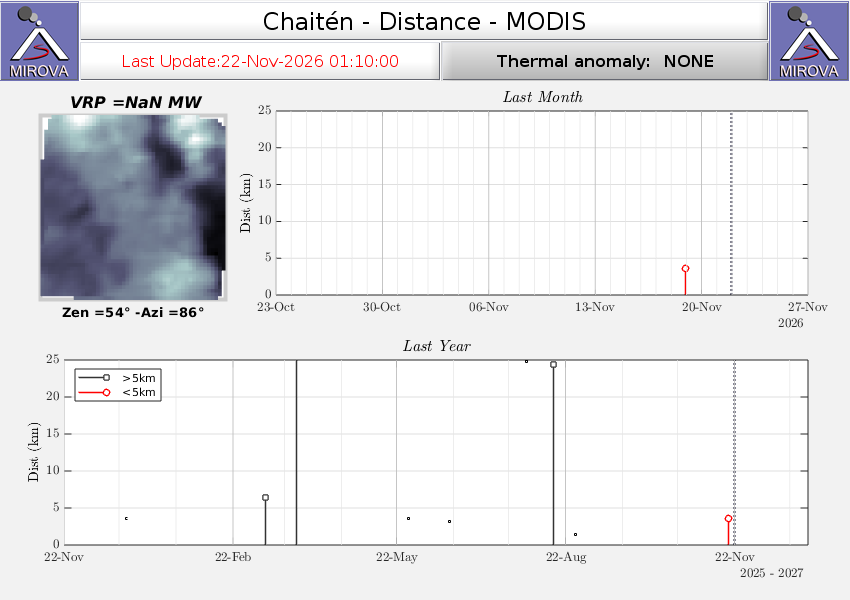 Chaitén - Distance - MODIS
MIROVA
MIROVA
Last Update:22-Nov-2026 01:10:00
Thermal anomaly: NONE
VRP =NaN MW
Zen =54° -Azi =86°
Last Month
Dist (km)
25
20
15
10
5
0
23-Oct
30-Oct
06-Nov
13-Nov
20-Nov
27-Nov
2026
Last Year
Dist (km)
25
20
15
10
5
0
>5km
<5km
22-Nov
22-Feb
22-May
22-Aug
22-Nov
2025 - 2027